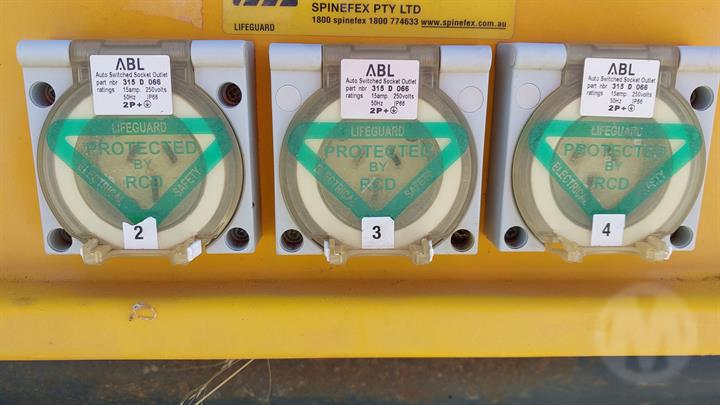 SPINEFEX PTY LTD
LIFEGUARD
1800 spinefex 1800 774633
www.spinefex.com.au
ABL
Auto Switched Socket Outlet
part nbr 315 D 066
ratings 15amp. 250volts
50Hz IP66
2P+
LIFEGUARD
PROTECTED
BY
RCD
ELECTRICAL
SAFETY
2
ABL
Auto Switched Socket Outlet
part nbr 315 D 066
ratings 15amp. 250volts
50Hz IP66
2P+
LIFEGUARD
PROTECTED
BY
RCD
ELECTRICAL
SAFETY
3
ABL
Auto Switched Socket Outlet
part nbr 315 D 066
ratings 15amp. 250volts
50Hz IP66
2P+
LIFEGUARD
PROTECTED
BY
RCD
ELECTRICAL
SAFETY
4
M